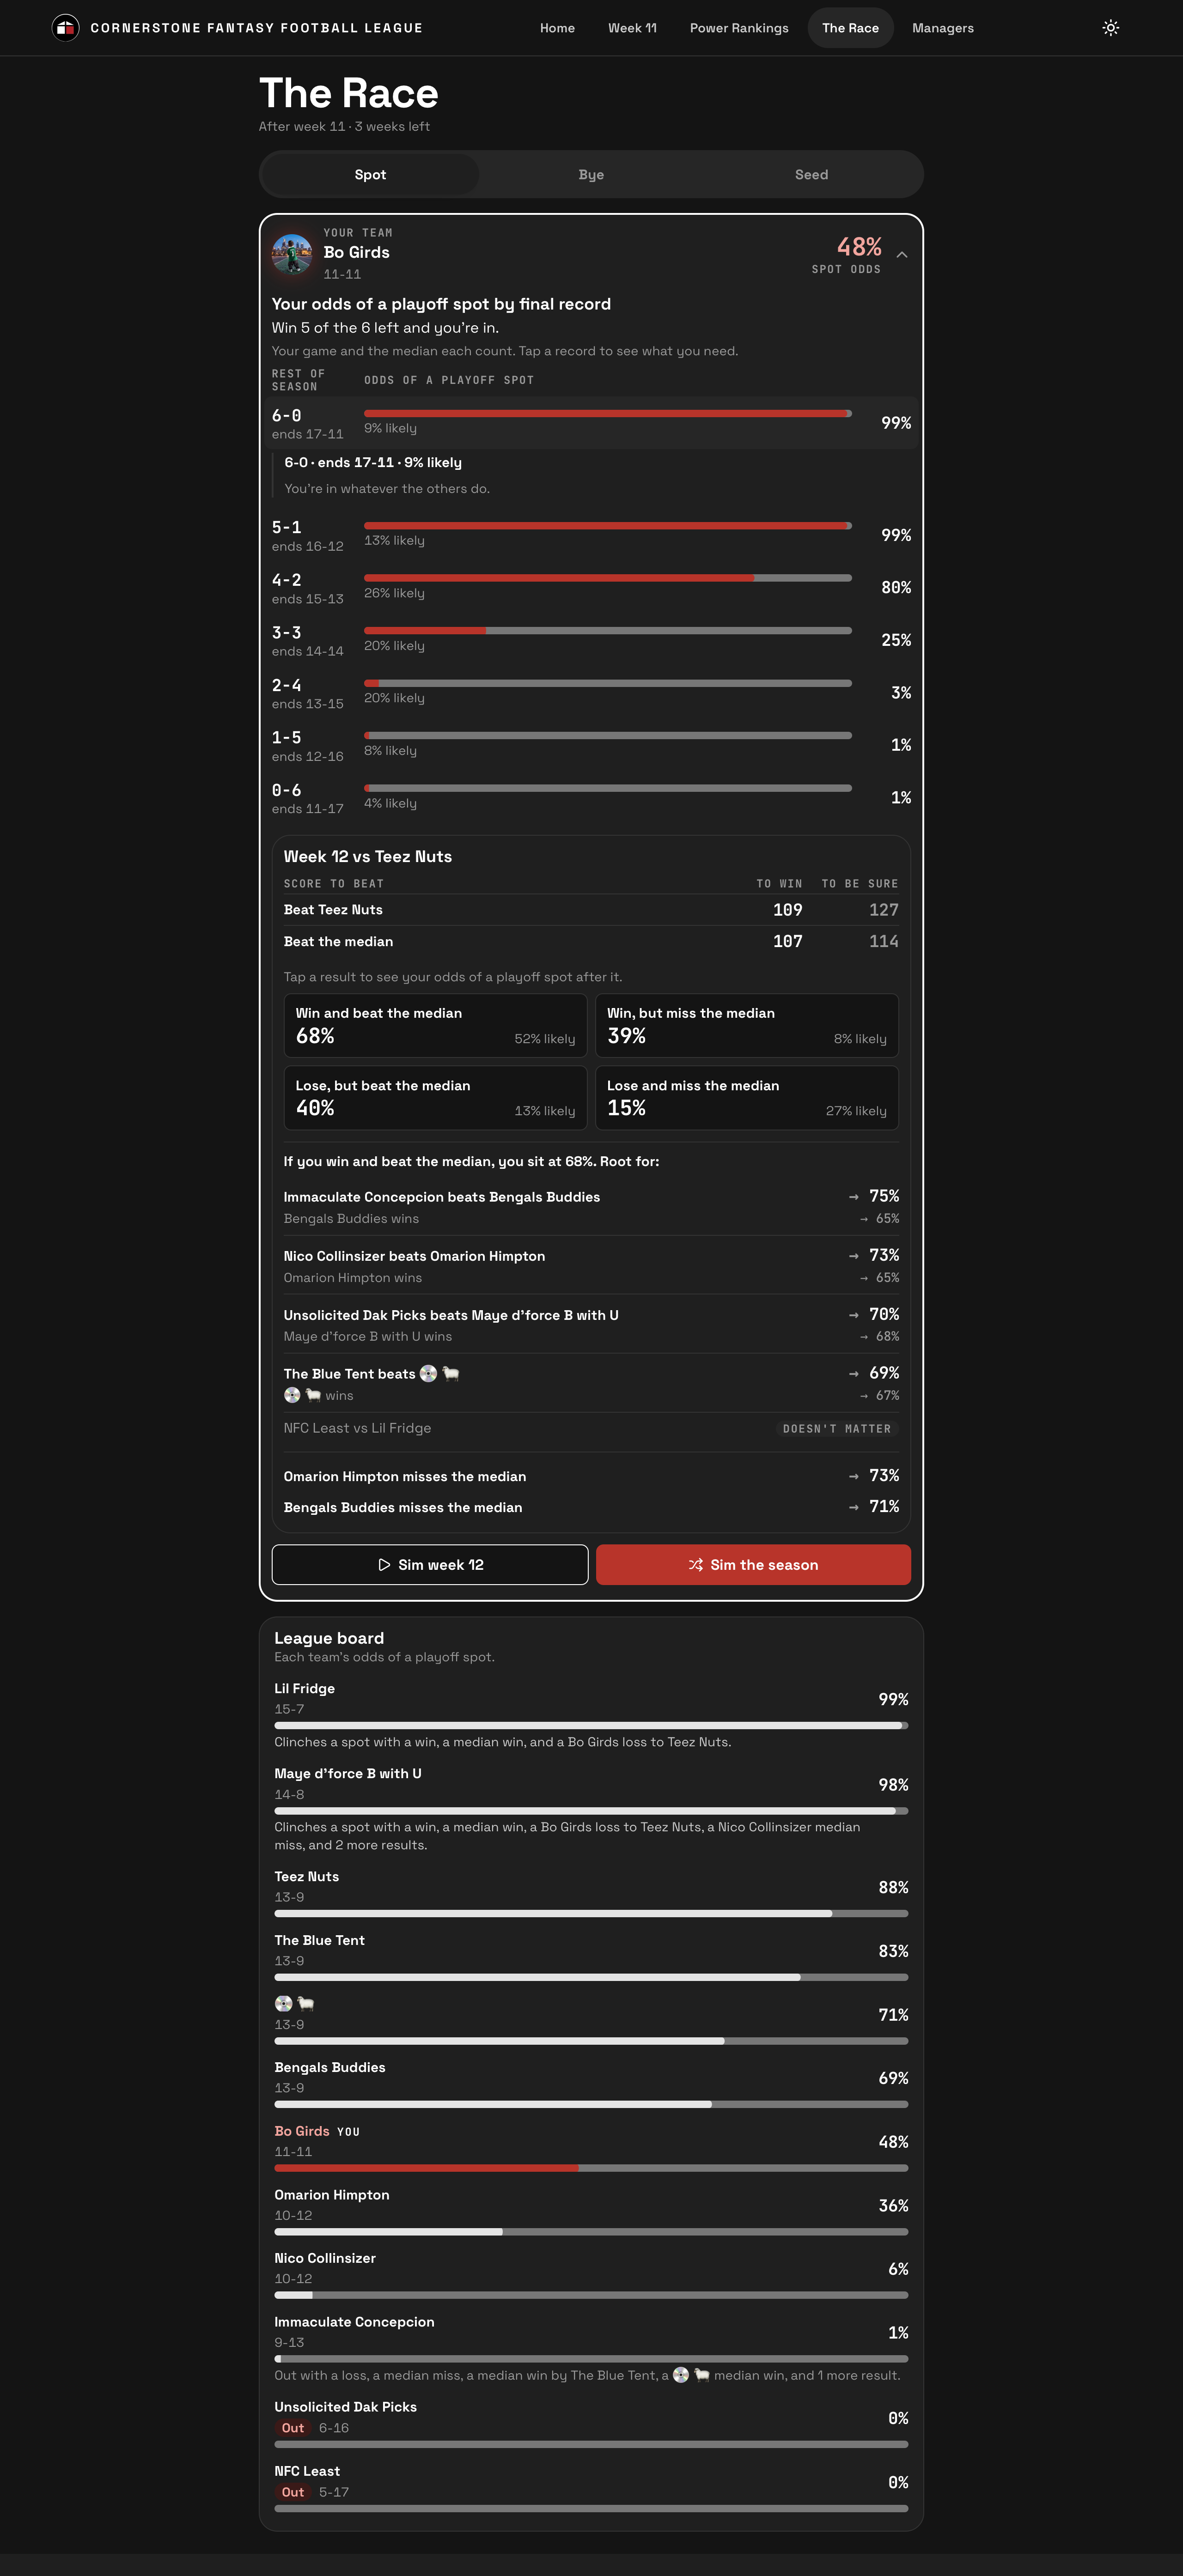 CORNERSTONE FANTASY FOOTBALL LEAGUE
Home
Week 11
Power Rankings
The Race
Managers
The Race
After week 11 · 3 weeks left
Spot
Bye
Seed
YOUR TEAM
Bo Girds
11-11
48%
SPOT ODDS
Your odds of a playoff spot by final record
Win 5 of the 6 left and you're in.
Your game and the median each count. Tap a record to see what you need.
REST OF
SEASON
ODDS OF A PLAYOFF SPOT
6-0
ends 17-11
9% likely
99%
6-0 · ends 17-11 · 9% likely
You're in whatever the others do.
5-1
ends 16-12
13% likely
99%
4-2
ends 15-13
26% likely
80%
3-3
ends 14-14
20% likely
25%
2-4
ends 13-15
20% likely
3%
1-5
ends 12-16
8% likely
1%
0-6
ends 11-17
4% likely
1%
Week 12 vs Teez Nuts
SCORE TO BEAT TO WIN TO BE SURE
Beat Teez Nuts 109 127
Beat the median 107 114
Tap a result to see your odds of a playoff spot after it.
Win and beat the median
68% 52% likely
Win, but miss the median
39% 8% likely
Lose, but beat the median
40% 13% likely
Lose and miss the median
15% 27% likely
If you win and beat the median, you sit at 68%. Root for:
Immaculate Concepcion beats Bengals Buddies → 75%
Bengals Buddies wins → 65%
Nico Collinsizer beats Omarion Himpton → 73%
Omarion Himpton wins → 65%
Unsolicited Dak Picks beats Maye d'force B with U → 70%
Maye d'force B with U wins → 68%
The Blue Tent beats 💿 🐑 → 69%
💿 🐑 wins → 67%
NFC Least vs Lil Fridge DOESN'T MATTER
Omarion Himpton misses the median → 73%
Bengals Buddies misses the median → 71%
Sim week 12
Sim the season
League board
Each team's odds of a playoff spot.
Lil Fridge
15-7
99%
Clinches a spot with a win, a median win, and a Bo Girds loss to Teez Nuts.
Maye d'force B with U
14-8
98%
Clinches a spot with a win, a median win, a Bo Girds loss to Teez Nuts, a Nico Collinsizer median
miss, and 2 more results.
Teez Nuts
13-9
88%
The Blue Tent
13-9
83%
💿 🐑
13-9
71%
Bengals Buddies
13-9
69%
Bo Girds YOU
11-11
48%
Omarion Himpton
10-12
36%
Nico Collinsizer
10-12
6%
Immaculate Concepcion
9-13
1%
Out with a loss, a median miss, a median win by The Blue Tent, a 💿 🐑 median win, and 1 more result.
Unsolicited Dak Picks
Out 6-16
0%
NFC Least
Out 5-17
0%